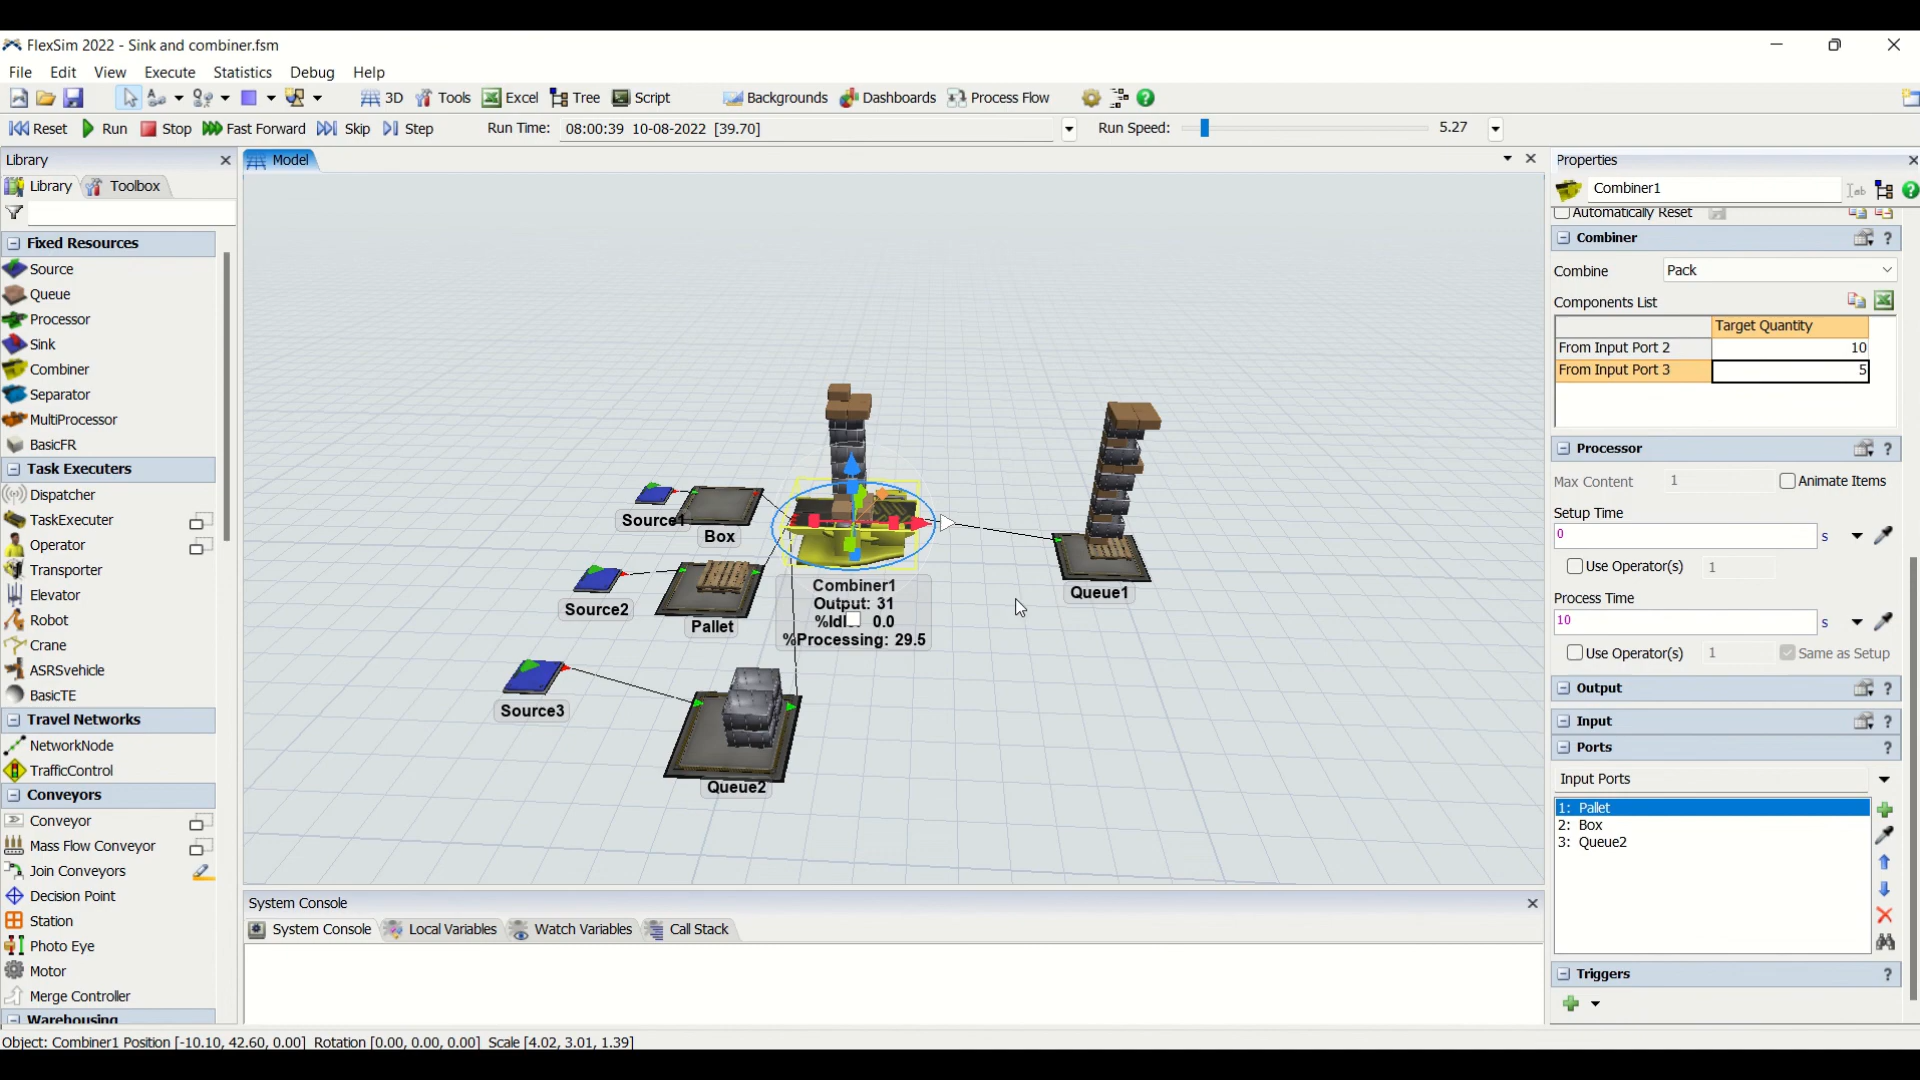 FlexSim 2022 - Sink and combiner.fsm
File Edit View Execute Statistics Debug Help
3D Tools Excel Tree Script Backgrounds Dashboards Process Flow
Reset Run Stop Fast Forward Skip Step Run Time: 08:00:39 10-08-2022 [39.70] Run Speed: 5.27
Library
Library Toolbox
Fixed Resources
Source
Queue
Processor
Sink
Combiner
Separator
MultiProcessor
BasicFR
Task Executers
Dispatcher
TaskExecuter
Operator
Transporter
Elevator
Robot
Crane
ASRSvehicle
BasicTE
Travel Networks
NetworkNode
TrafficControl
Conveyors
Conveyor
Mass Flow Conveyor
Join Conveyors
Decision Point
Station
Photo Eye
Motor
Merge Controller
Warehousing
Model
Source1
Box
Source2
Pallet
Source3
Queue2
Combiner1
Output: 31
0.0
%Processing: 29.5
Queue1
System Console
System Console Local Variables Watch Variables Call Stack
Properties
Combiner1
Automatically Reset
Combiner
Combine Pack
Components List
Target Quantity
From Input Port 2 10
From Input Port 3 5
Processor
Max Content 1 Animate Items
Setup Time
0 s
Use Operator(s) 1
Process Time
10 s
Use Operator(s) 1 Same as Setup
Output
Input
Ports
Input Ports
1: Pallet
2: Box
3: Queue2
Triggers
Object: Combiner1 Position [-10.10, 42.60, 0.00] Rotation [0.00, 0.00, 0.00] Scale [4.02, 3.01, 1.39]